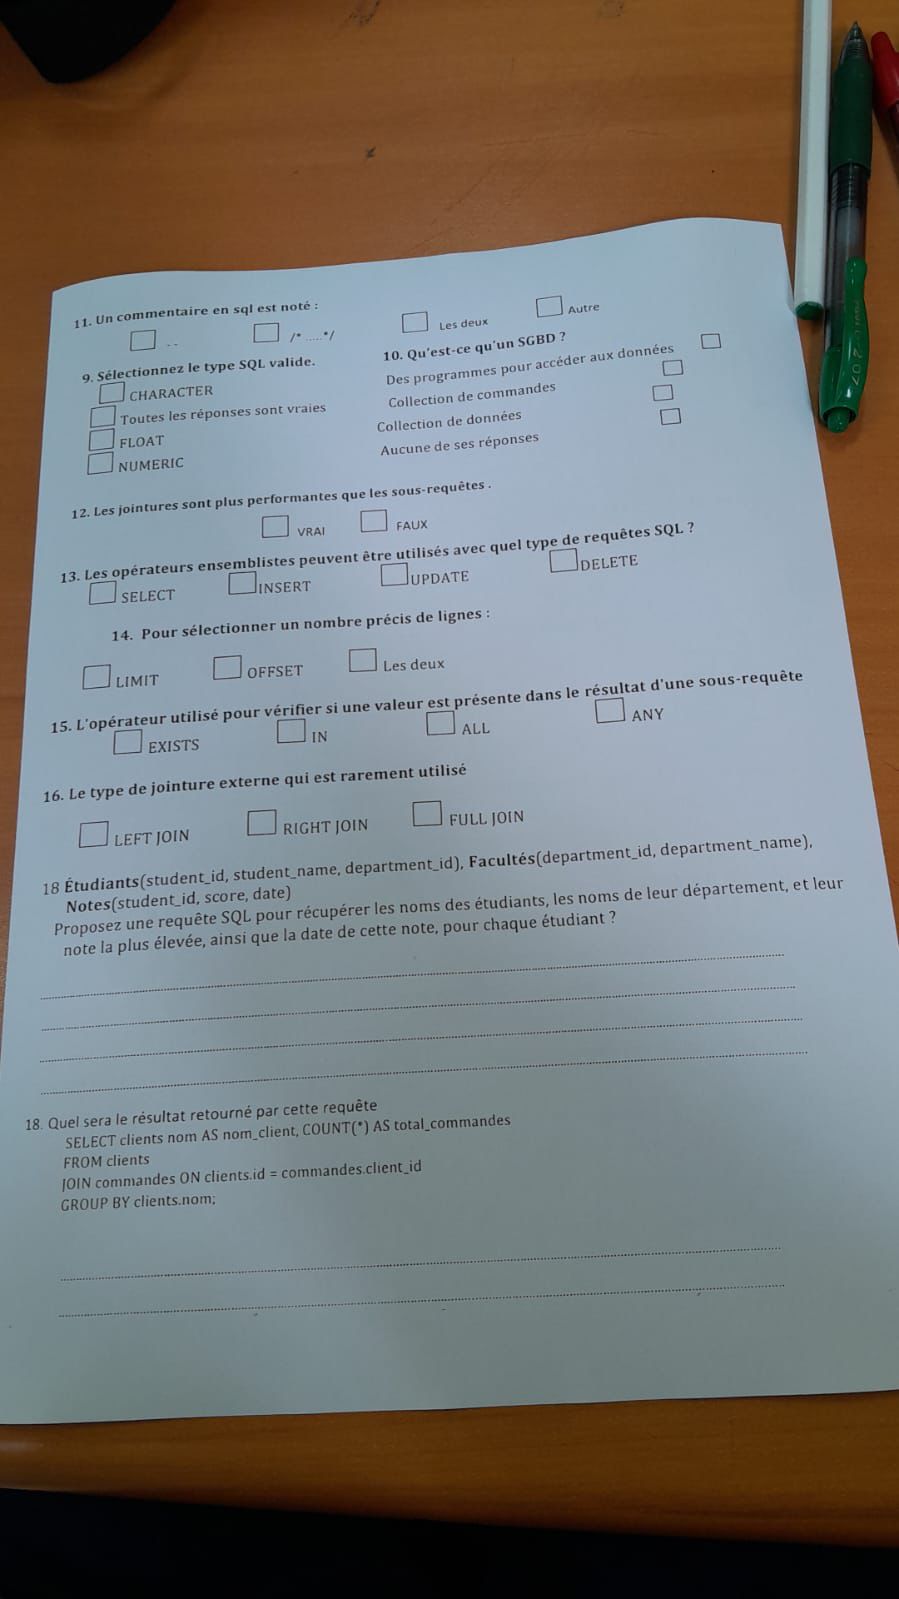 11. Un commentaire en sql est noté :
- - /* .....*/ Les deux Autre
9. Sélectionnez le type SQL valide.
CHARACTER
Toutes les réponses sont vraies
FLOAT
NUMERIC
10. Qu'est-ce qu'un SGBD ?
Des programmes pour accéder aux données
Collection de commandes
Collection de données
Aucune de ses réponses
12. Les jointures sont plus performantes que les sous-requêtes .
VRAI FAUX
13. Les opérateurs ensemblistes peuvent être utilisés avec quel type de requêtes SQL ?
SELECT INSERT UPDATE DELETE
14. Pour sélectionner un nombre précis de lignes :
LIMIT OFFSET Les deux
15. L'opérateur utilisé pour vérifier si une valeur est présente dans le résultat d'une sous-requête
EXISTS IN ALL ANY
16. Le type de jointure externe qui est rarement utilisé
LEFT JOIN RIGHT JOIN FULL JOIN
18 Étudiants(student_id, student_name, department_id), Facultés(department_id, department_name),
Notes(student_id, score, date)
Proposez une requête SQL pour récupérer les noms des étudiants, les noms de leur département, et leur
note la plus élevée, ainsi que la date de cette note, pour chaque étudiant ?
18. Quel sera le résultat retourné par cette requête
SELECT clients nom AS nom_client, COUNT(*) AS total_commandes
FROM clients
JOIN commandes ON clients.id = commandes.client_id
GROUP BY clients.nom;